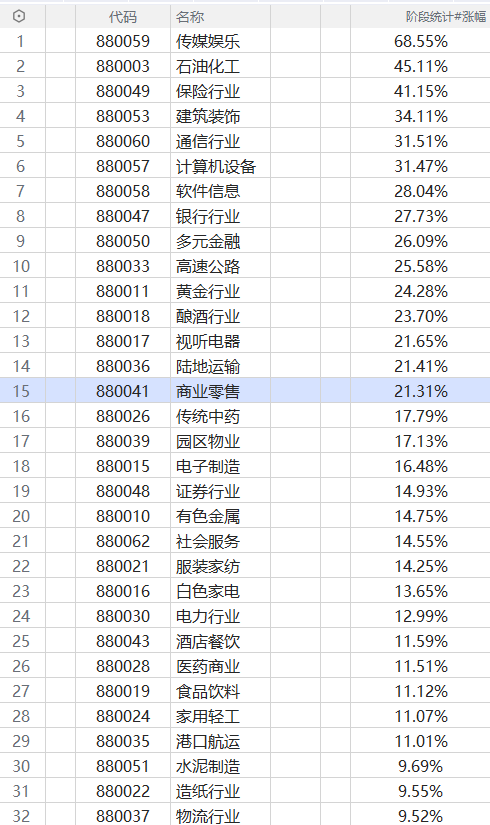 代码 名称 阶段统计#涨幅
1 880059 传媒娱乐 68.55%
2 880003 石油化工 45.11%
3 880049 保险行业 41.15%
4 880053 建筑装饰 34.11%
5 880060 通信行业 31.51%
6 880057 计算机设备 31.47%
7 880058 软件信息 28.04%
8 880047 银行行业 27.73%
9 880050 多元金融 26.09%
10 880033 高速公路 25.58%
11 880011 黄金行业 24.28%
12 880018 酿酒行业 23.70%
13 880017 视听电器 21.65%
14 880036 陆地运输 21.41%
15 880041 商业零售 21.31%
16 880026 传统中药 17.79%
17 880039 园区物业 17.13%
18 880015 电子制造 16.48%
19 880048 证券行业 14.93%
20 880010 有色金属 14.75%
21 880062 社会服务 14.55%
22 880021 服装家纺 14.25%
23 880016 白色家电 13.65%
24 880030 电力行业 12.99%
25 880043 酒店餐饮 11.59%
26 880028 医药商业 11.51%
27 880019 食品饮料 11.12%
28 880024 家用轻工 11.07%
29 880035 港口航运 11.01%
30 880051 水泥制造 9.69%
31 880022 造纸行业 9.55%
32 880037 物流行业 9.52%